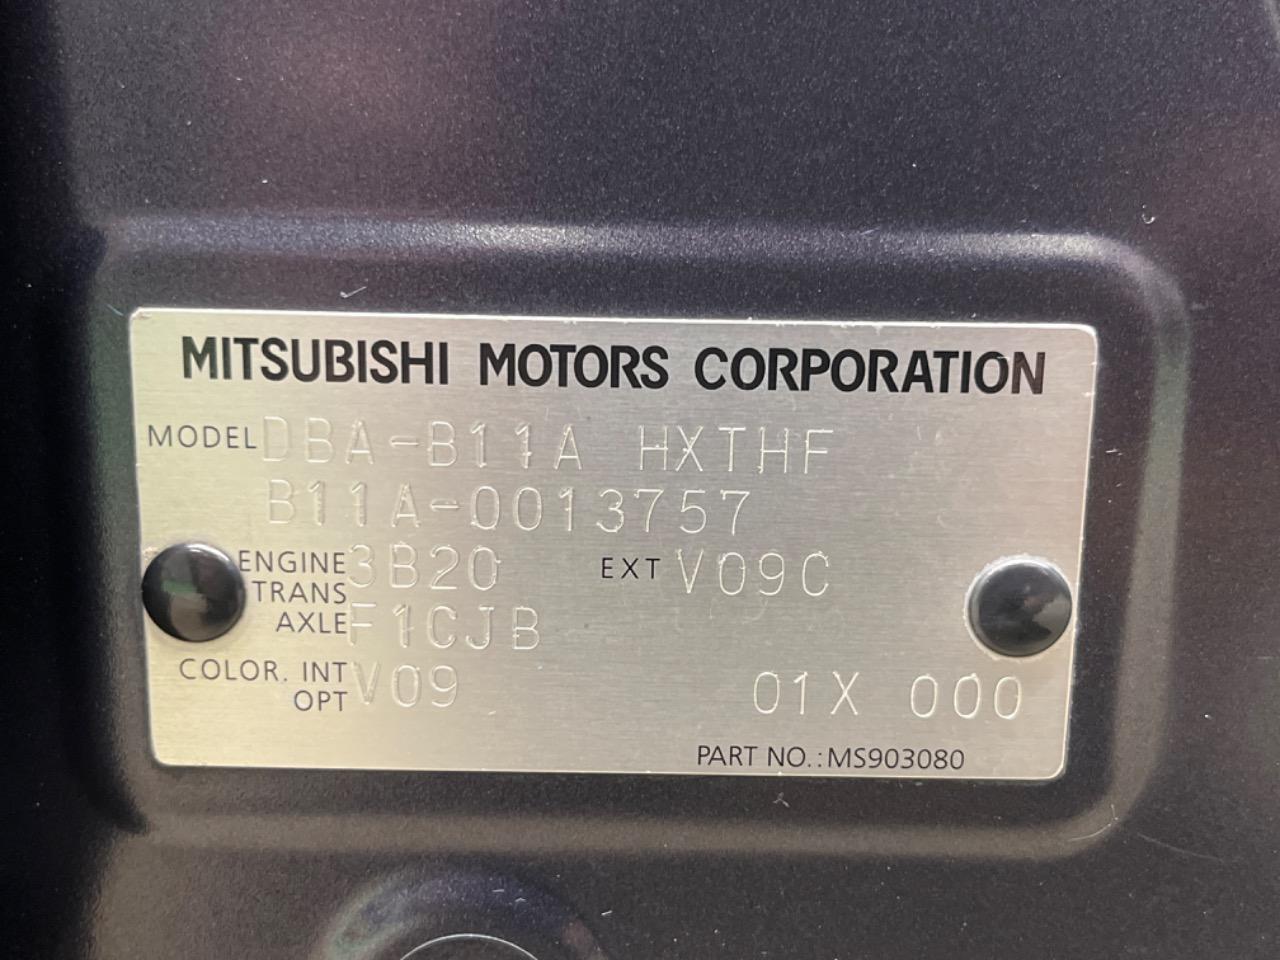 MITSUBISHI MOTORS CORPORATION
MODEL DBA-B11A HXTHF
B11A-0013757
ENGINE 3B20 EXT V09C
TRANS
AXLE F1CJB
COLOR. INT V09 01X 000
OPT
PART NO.:MS903080